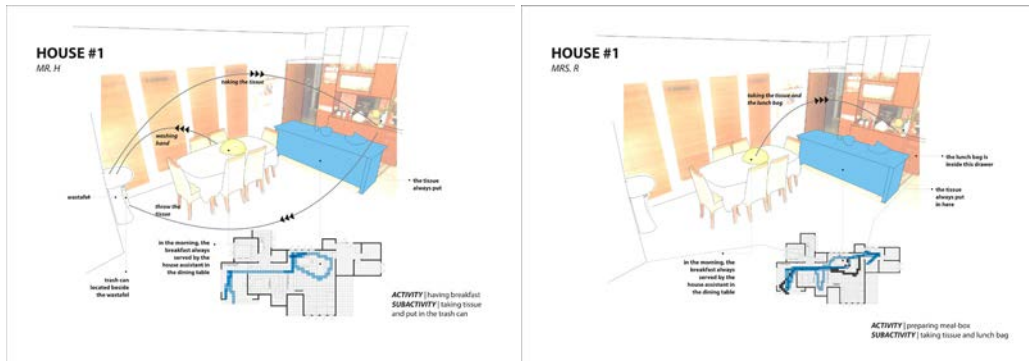 HOUSE #1
MR. H
taking the tissue
washing
hand
wastafel
throw the
tissue
the tissue
always put
in the morning, the
breakfast always
served by the
house assistant in
the dining table
trash can
located beside
the wastafel
ACTIVITY | having breakfast
SUBACTIVITY | taking tissue
and put in the trash can
HOUSE #1
MRS. R
taking the tissue and
the lunch bag
the lunch bag is
inside this drawer
the tissue
always put
in here
in the morning, the
breakfast always
served by the
house assistant in
the dining table
ACTIVITY | preparing meal-box
SUBACTIVITY | taking tissue and lunch bag